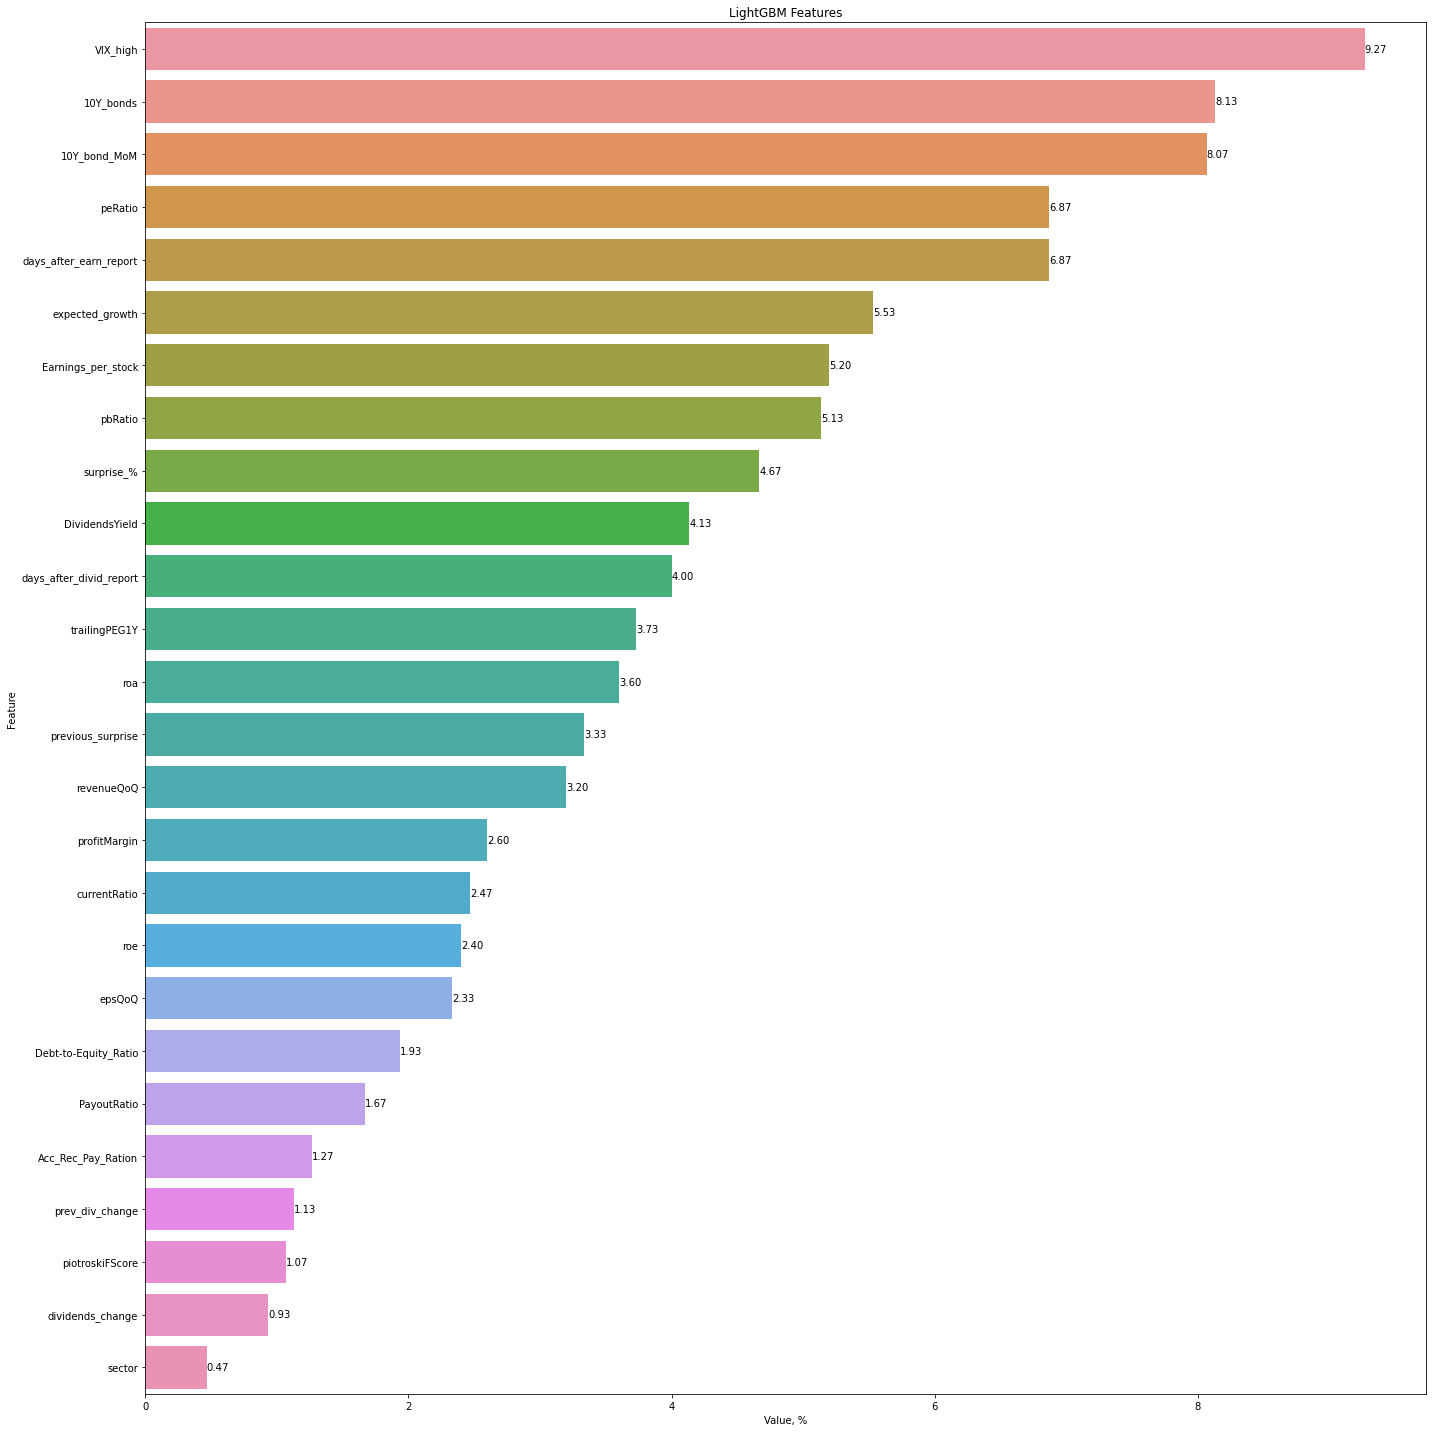 LightGBM Features
VIX_high 9.27
10Y_bonds 8.13
10Y_bond_MoM 8.07
peRatio 6.87
days_after_earn_report 6.87
expected_growth 5.53
Earnings_per_stock 5.20
pbRatio 5.13
surprise_% 4.67
DividendsYield 4.13
days_after_divid_report 4.00
trailingPEG1Y 3.73
roa 3.60
Feature
previous_surprise 3.33
revenueQoQ 3.20
profitMargin 2.60
currentRatio 2.47
roe 2.40
epsQoQ 2.33
Debt-to-Equity_Ratio 1.93
PayoutRatio 1.67
Acc_Rec_Pay_Ration 1.27
prev_div_change 1.13
piotroskiFScore 1.07
dividends_change 0.93
sector 0.47
0 2 4 6 8
Value, %